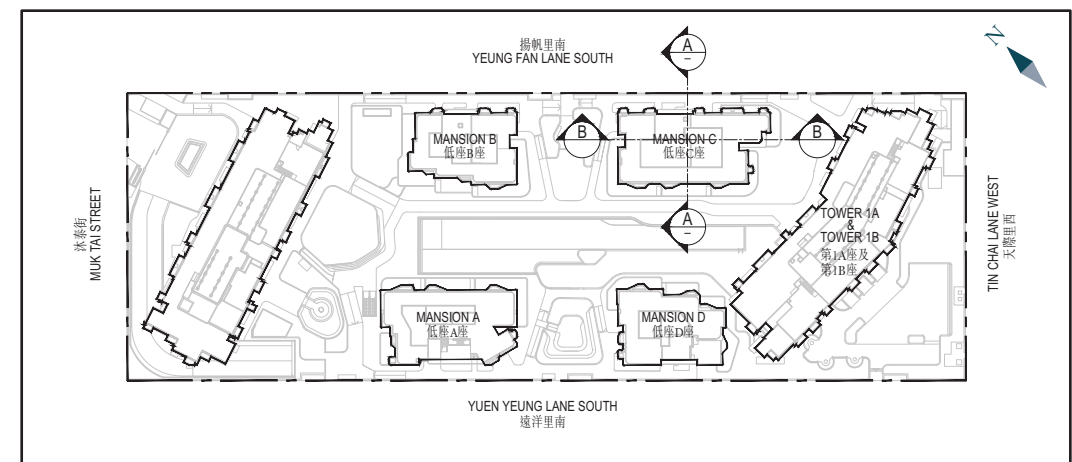 揚帆里南
YEUNG FAN LANE SOUTH
N
A
–
MANSION B
低座B座
B
MANSION C
低座C座
B
沐泰街
MUK TAI STREET
A
–
TOWER 1A
&
TOWER 1B
第1A座及
第1B座
TIN CHAI LANE WEST
天際里西
MANSION A
低座A座
MANSION D
低座D座
YUEN YEUNG LANE SOUTH
遠洋里南